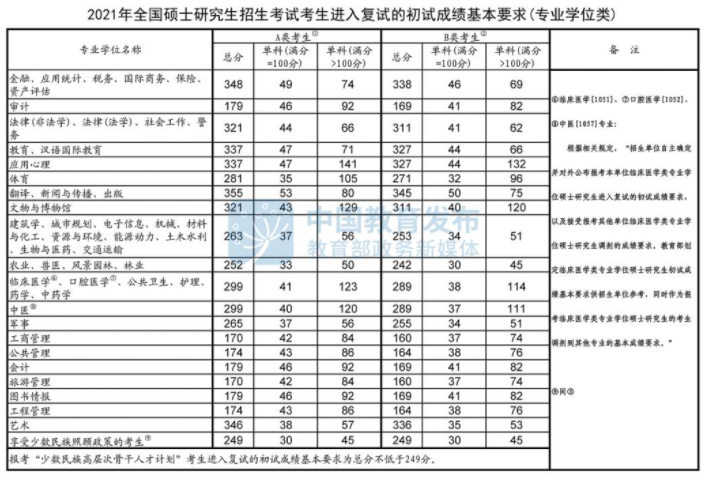 2021年全国硕士研究生招生考试考生进入复试的初试成绩基本要求(专业学位类)
专业学位名称 A类考生① B类考生② 备 注
总分 单科(满分=100分) 单科(满分>100分) 总分 单科(满分=100分) 单科(满分>100分)
金融、应用统计、税务、国际商务、保险、
资产评估 348 49 74 338 46 69
审计 179 46 92 169 41 82
法律(非法学)、法律(法学)、社会工作、警
务 321 44 66 311 41 62
教育、汉语国际教育 337 47 71 327 44 66
应用心理 337 47 141 327 44 132
体育 281 35 105 271 32 96
翻译、新闻与传播、出版 355 53 80 345 50 75
文物与博物馆 321 43 129 311 40 120
建筑学、城市规划、电子信息、机械、材料
与化工、资源与环境、能源动力、土木水利
、生物与医药、交通运输 263 37 56 253 34 51
农业、兽医、风景园林、林业 252 33 50 242 30 45
临床医学⑥、口腔医学⑦、公共卫生、护理、
药学、中药学 299 41 123 289 38 114
中医⑧ 299 40 120 289 37 111
军事 265 37 56 255 34 51
工商管理 170 42 84 160 37 74
公共管理 174 43 86 164 38 76
会计 179 46 92 169 41 82
旅游管理 170 42 84 160 37 74
图书情报 179 46 92 169 41 82
工程管理 174 43 86 164 38 76
艺术 346 38 57 336 35 53
享受少数民族照顾政策的考生⑨ 249 30 45 249 30 45
⑥临床医学[1051]、⑦口腔医学[1052]、
⑧中医[1057]专业:
根据相关规定,“招生单位自主确定
并对外公布报考本单位临床医学类专业学
位硕士研究生进入复试的初试成绩要求,
以及接受报考其他单位临床医学类专业学
位硕士研究生调剂的成绩要求。教育部划
定临床医学类专业学位硕士研究生初试成
绩基本要求供招生单位参考,同时作为报
考临床医学类专业学位硕士研究生的考生
调剂到其他专业的基本成绩要求。”
⑨同⑤
报考“少数民族高层次骨干人才计划”考生进入复试的初试成绩基本要求为总分不低于249分。
中国教育发布
教育部政务新媒体